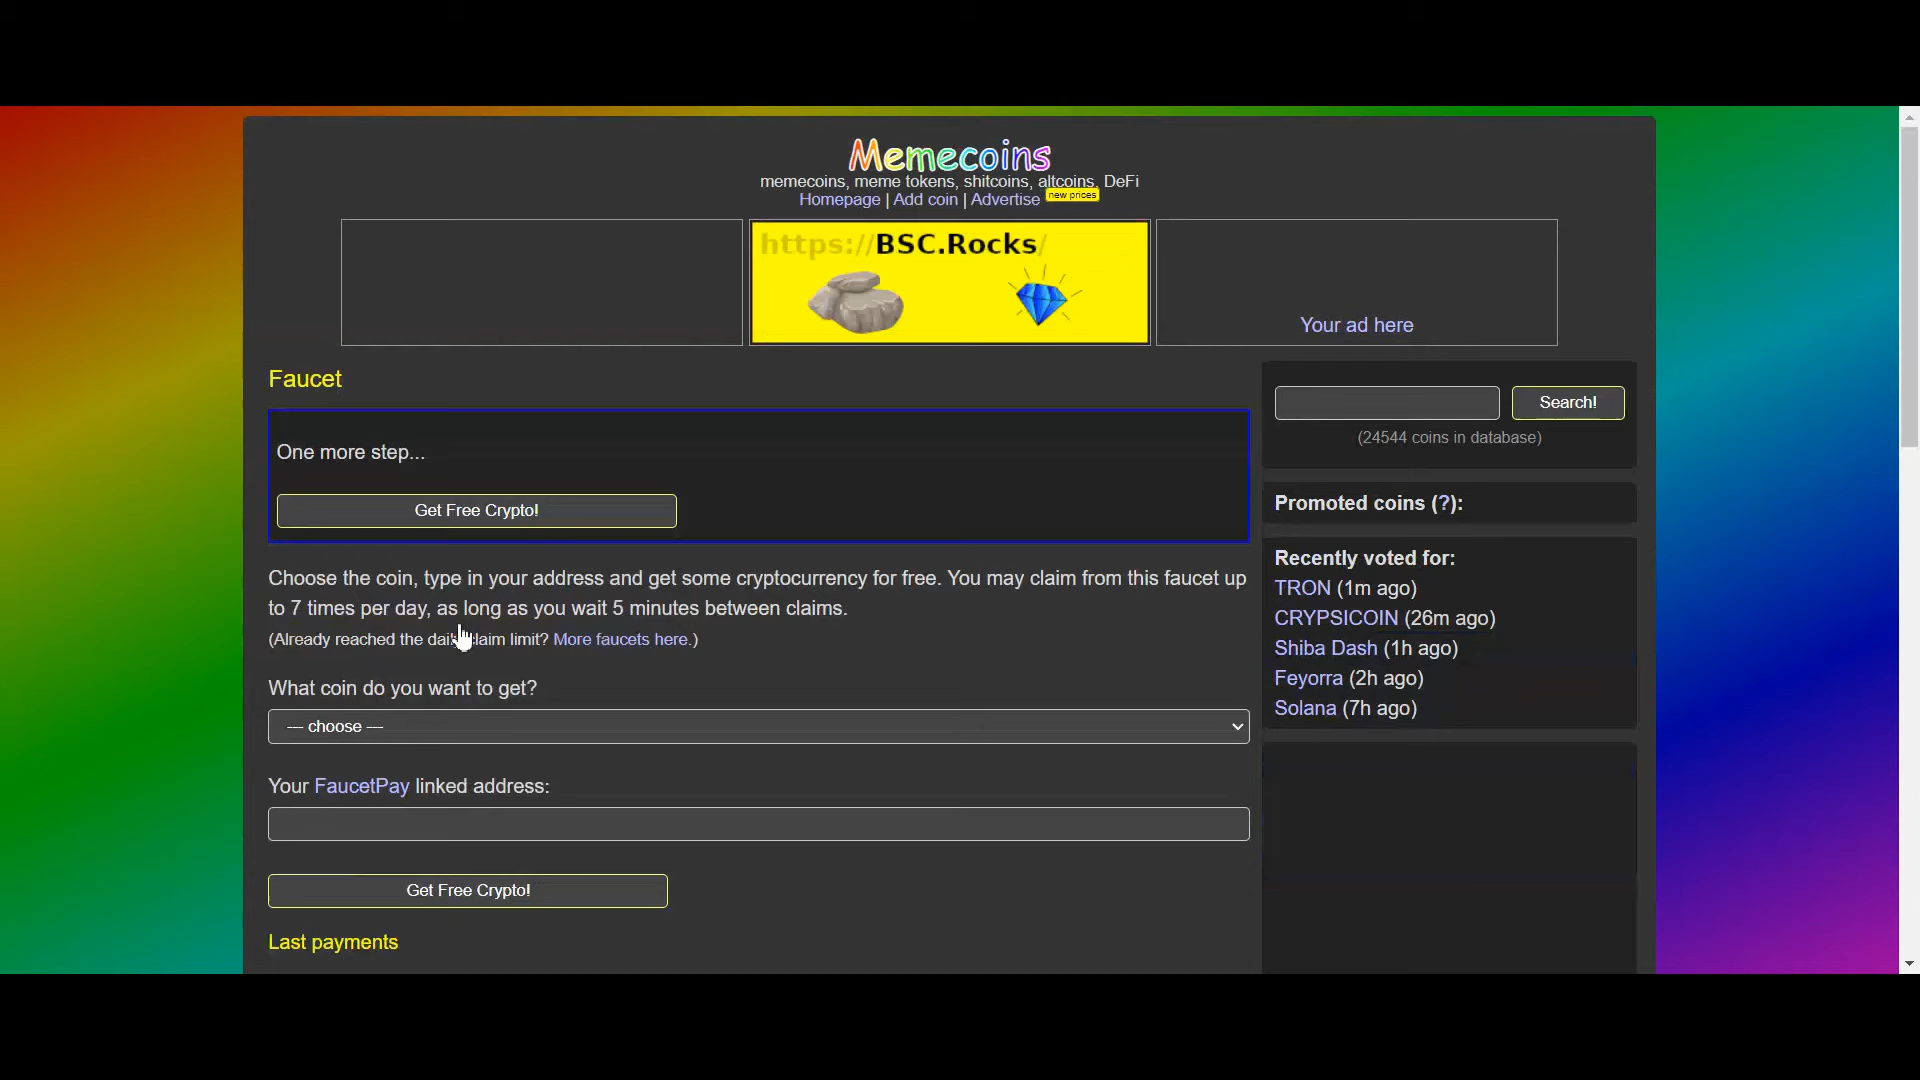 Memecoins
memecoins, meme tokens, shitcoins, altcoins, DeFi
Homepage | Add coin | Advertise new prices
https://BSC.Rocks/
Your ad here
Faucet
One more step...
Get Free Crypto!
Choose the coin, type in your address and get some cryptocurrency for free. You may claim from this faucet up
to 7 times per day, as long as you wait 5 minutes between claims.
(Already reached the daily claim limit? More faucets here.)
What coin do you want to get?
--- choose ---
Your FaucetPay linked address:
Get Free Crypto!
Last payments
Search!
(24544 coins in database)
Promoted coins (?):
Recently voted for:
TRON (1m ago)
CRYPSICOIN (26m ago)
Shiba Dash (1h ago)
Feyorra (2h ago)
Solana (7h ago)